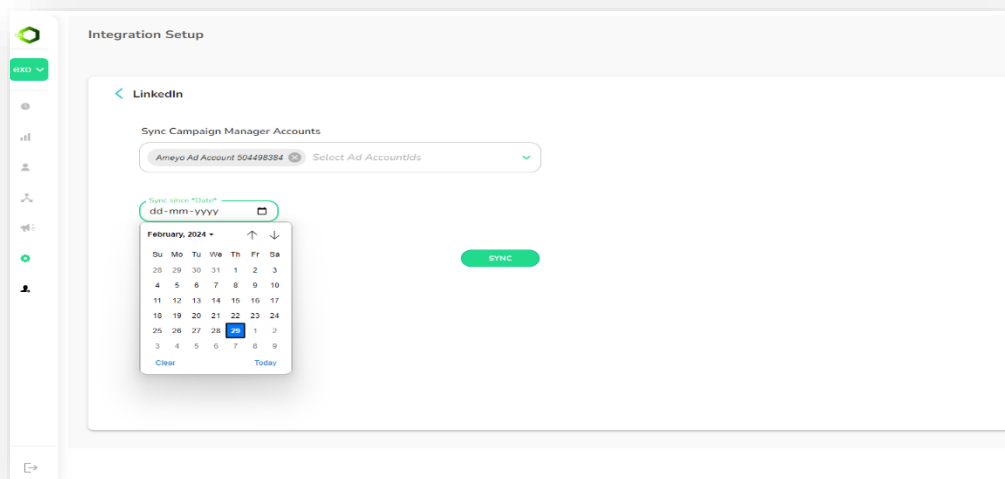 Integration Setup
exo
LinkedIn
Sync Campaign Manager Accounts
Ameyo Ad Account 504498384 Select Ad AccountIds
Sync since *Date*
dd-mm-yyyy
February, 2024
Su Mo Tu We Th Fr Sa
28 29 30 31 1 2 3
4 5 6 7 8 9 10
11 12 13 14 15 16 17
18 19 20 21 22 23 24
25 26 27 28 29 1 2
3 4 5 6 7 8 9
Clear Today
SYNC